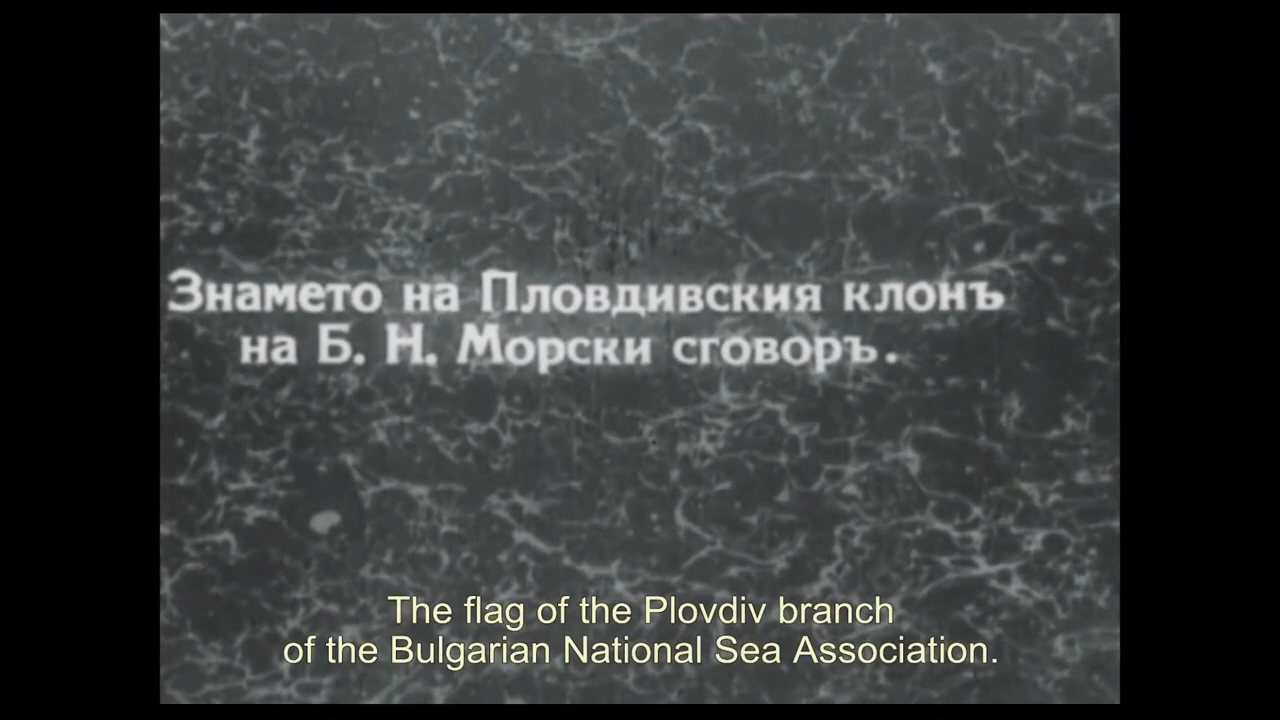 Знамето на Пловдивския клонъ
на Б. Н. Морски сговоръ.
The flag of the Plovdiv branch
of the Bulgarian National Sea Association.